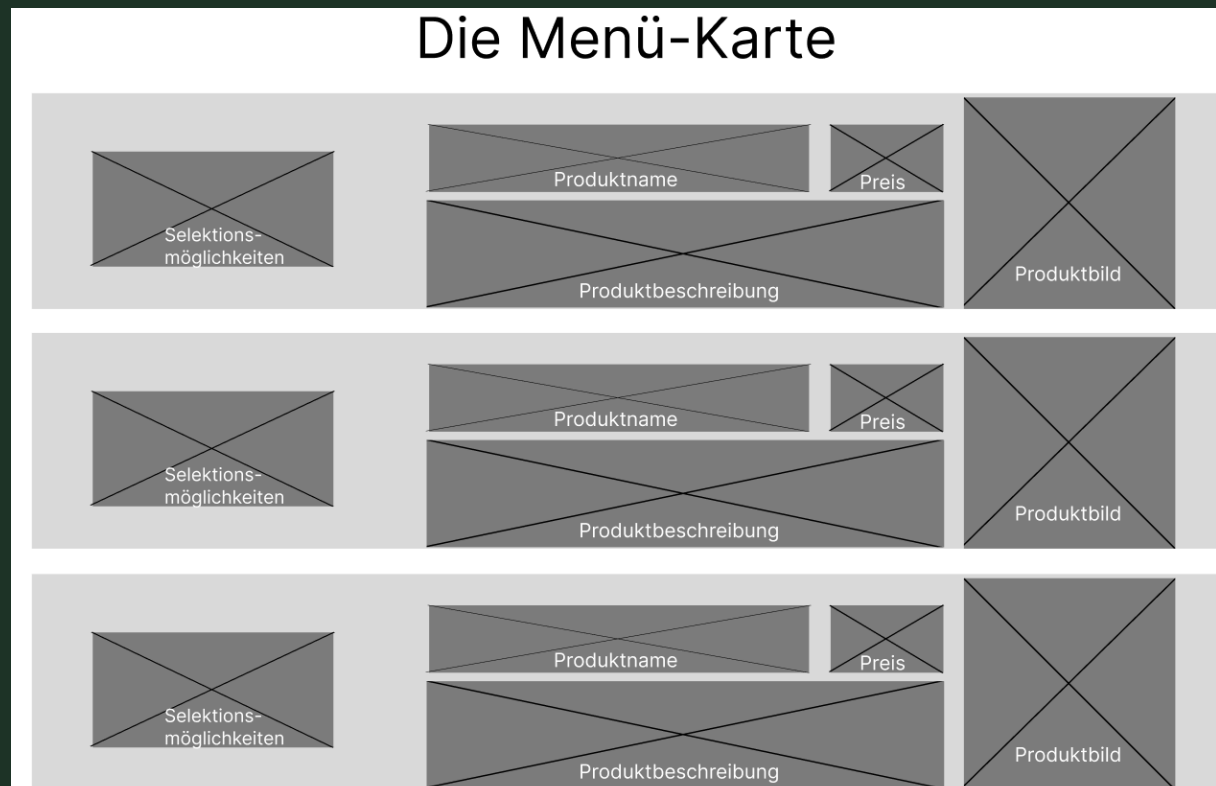 Die Menü-Karte
Selektions-
möglichkeiten
Produktname
Preis
Produktbeschreibung
Produktbild
Selektions-
möglichkeiten
Produktname
Preis
Produktbeschreibung
Produktbild
Selektions-
möglichkeiten
Produktname
Preis
Produktbeschreibung
Produktbild